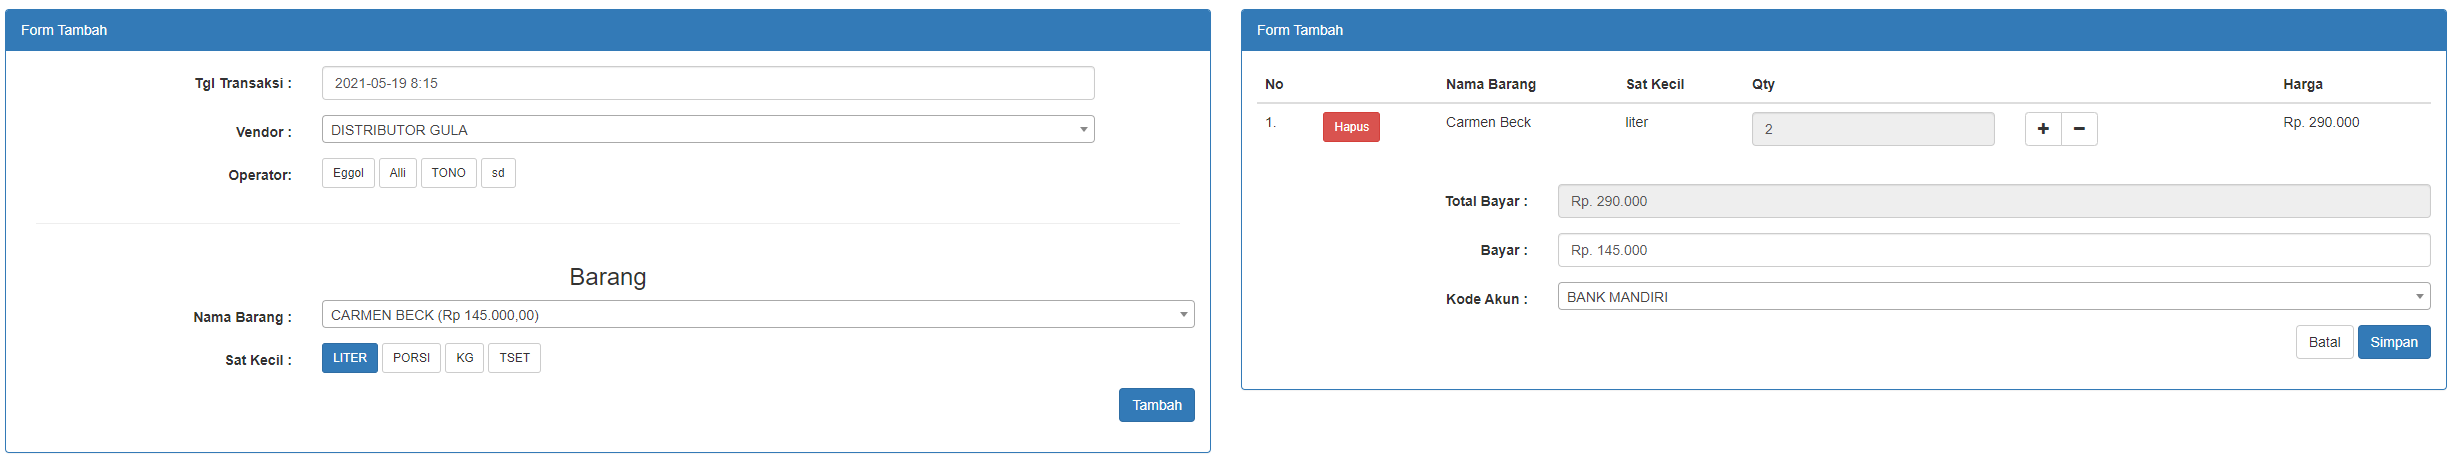 Form Tambah
Tgl Transaksi :
2021-05-19 8:15
Vendor :
DISTRIBUTOR GULA
Operator:
Eggol Alli TONO sd
Barang
Nama Barang :
CARMEN BECK (Rp 145.000,00)
Sat Kecil :
LITER PORSI KG TSET
Tambah
Form Tambah
No Nama Barang Sat Kecil Qty Harga
1. Hapus Carmen Beck liter 2 + - Rp. 290.000
Total Bayar :
Rp. 290.000
Bayar :
Rp. 145.000
Kode Akun :
BANK MANDIRI
Batal Simpan